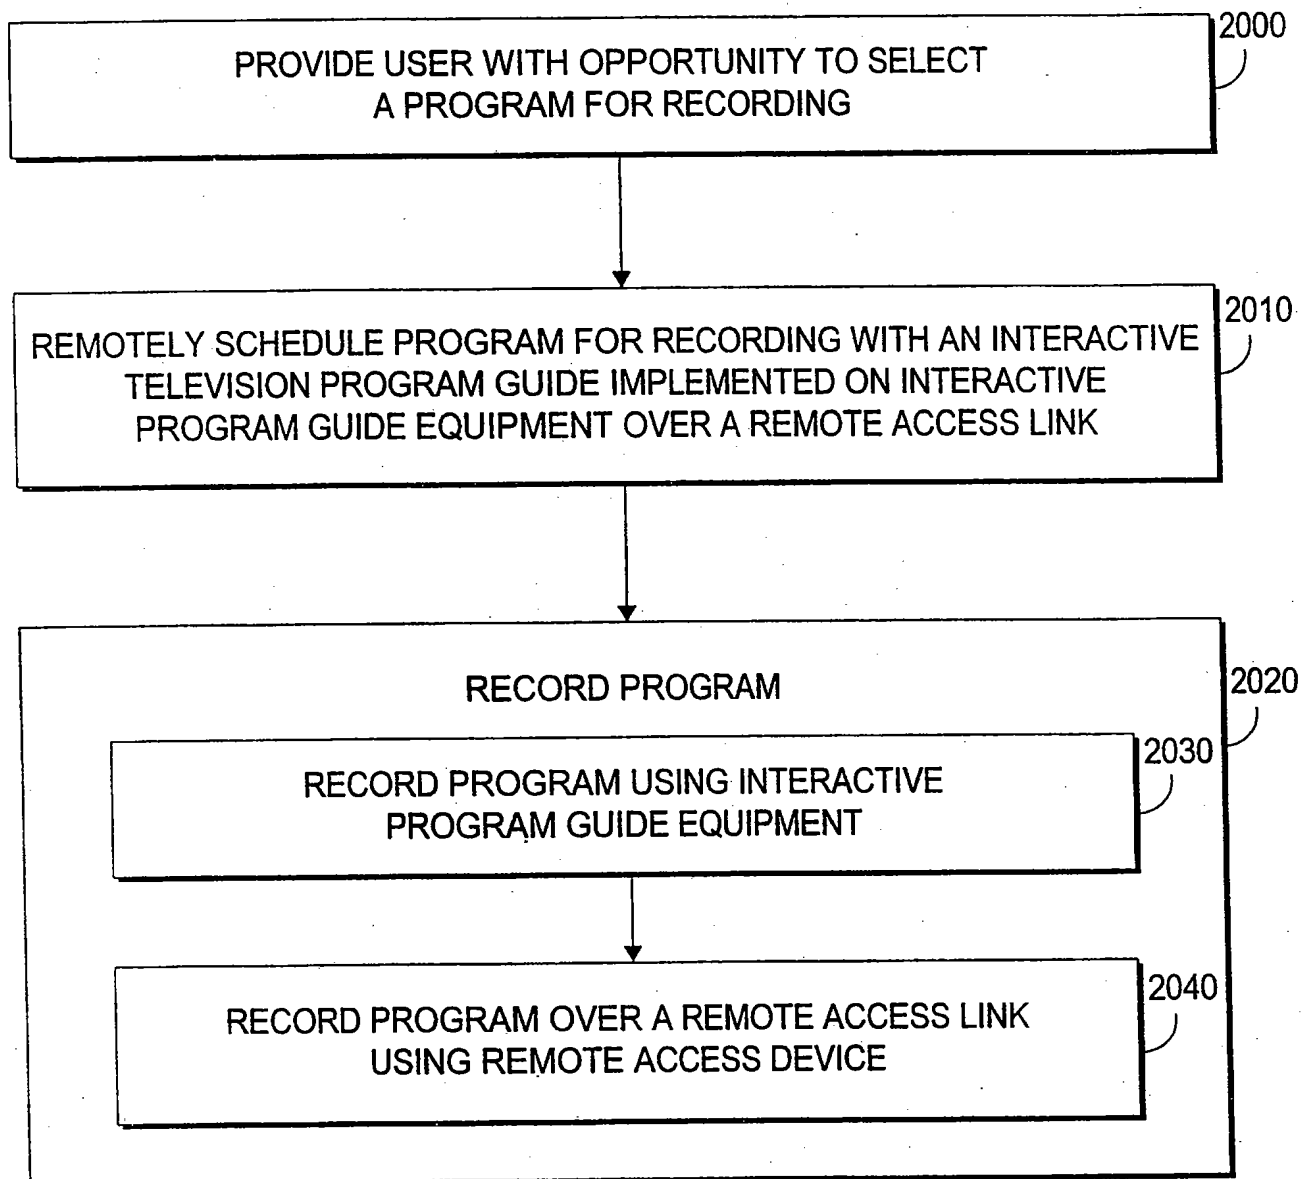 2000
PROVIDE USER WITH OPPORTUNITY TO SELECT
A PROGRAM FOR RECORDING
2010
REMOTELY SCHEDULE PROGRAM FOR RECORDING WITH AN INTERACTIVE
TELEVISION PROGRAM GUIDE IMPLEMENTED ON INTERACTIVE
PROGRAM GUIDE EQUIPMENT OVER A REMOTE ACCESS LINK
RECORD PROGRAM
2020
2030
RECORD PROGRAM USING INTERACTIVE
PROGRAM GUIDE EQUIPMENT
2040
RECORD PROGRAM OVER A REMOTE ACCESS LINK
USING REMOTE ACCESS DEVICE